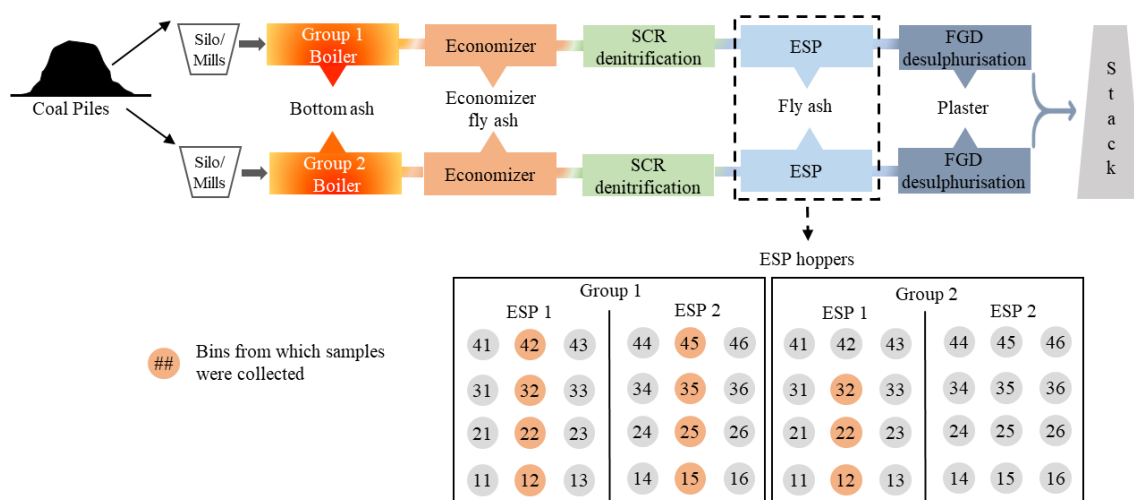 Silo/
Mills
Group 1
Boiler
Economizer
SCR
denitrification
ESP
FGD
desulphurisation
Coal Piles
Bottom ash
Economizer
fly ash
Fly ash
Plaster
S
t
a
c
k
Silo/
Mills
Group 2
Boiler
Economizer
SCR
denitrification
ESP
FGD
desulphurisation
ESP hoppers
Group 1
Group 2
ESP 1
ESP 2
ESP 1
ESP 2
41 42 43 44 45 46 41 42 43 44 45 46
## Bins from which samples
were collected
31 32 33 34 35 36 31 32 33 34 35 36
21 22 23 24 25 26 21 22 23 24 25 26
11 12 13 14 15 16 11 12 13 14 15 16